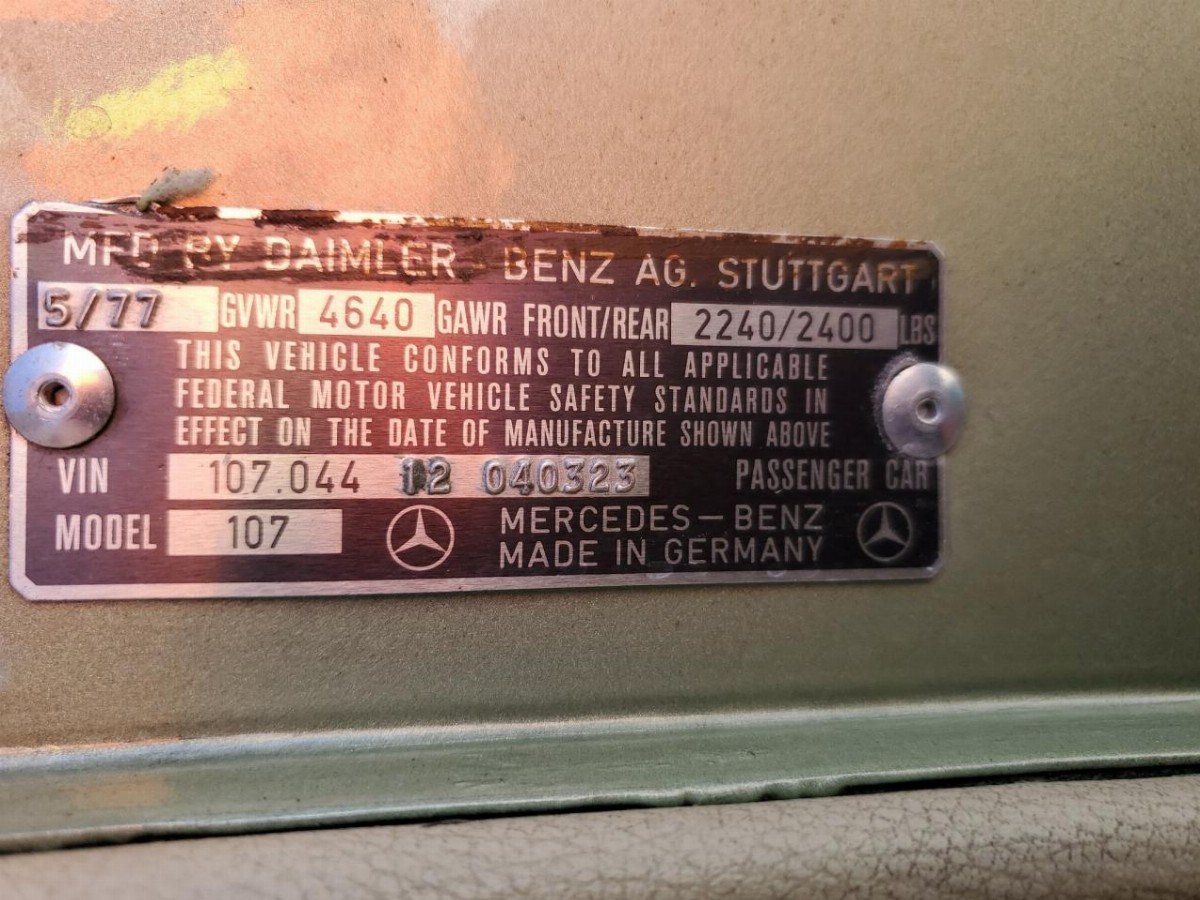 MFD BY DAIMLER - BENZ AG. STUTTGART
5/77 GVWR 4640 GAWR FRONT/REAR 2240/2400 LBS
THIS VEHICLE CONFORMS TO ALL APPLICABLE
FEDERAL MOTOR VEHICLE SAFETY STANDARDS IN
EFFECT ON THE DATE OF MANUFACTURE SHOWN ABOVE
VIN 107.044 12 040323 PASSENGER CAR
MODEL 107 MERCEDES-BENZ
MADE IN GERMANY